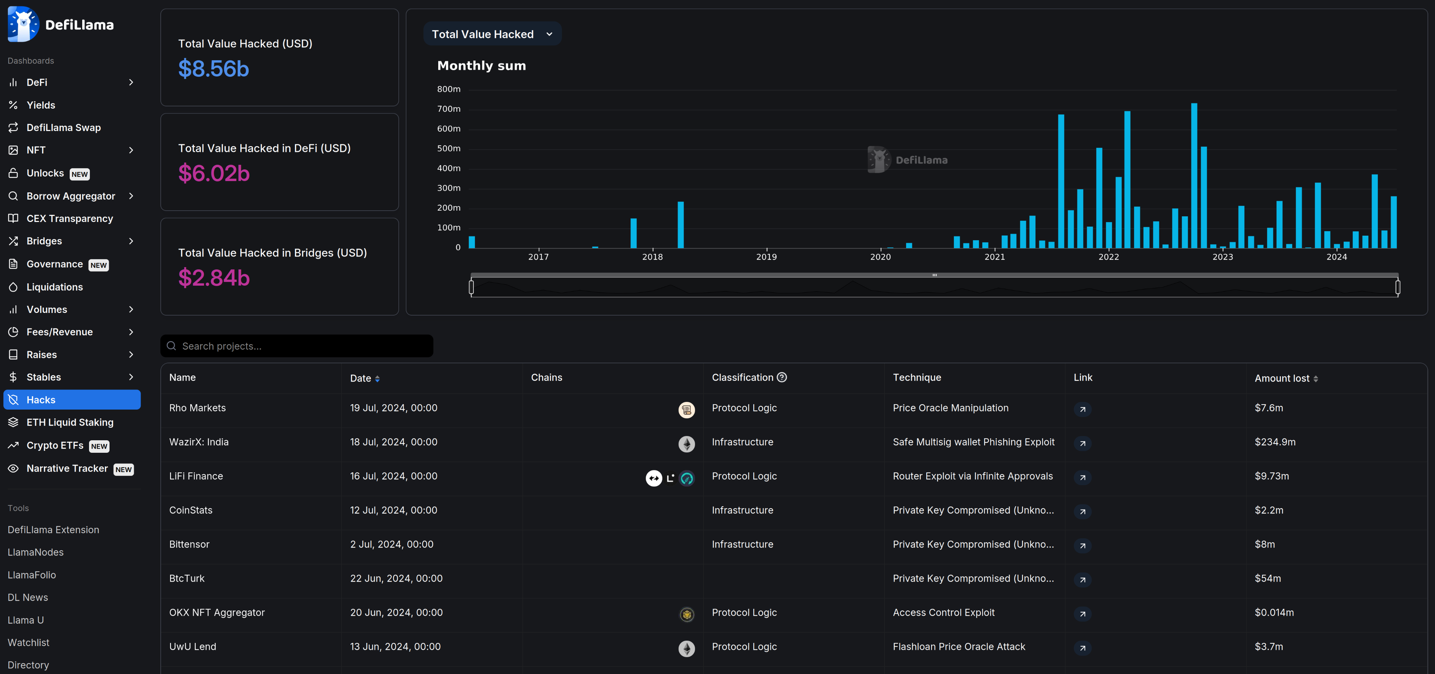 DefiLlama
Dashboards
DeFi
Yields
DefiLlama Swap
NFT
Unlocks NEW
Borrow Aggregator
CEX Transparency
Bridges
Governance NEW
Liquidations
Volumes
Fees/Revenue
Raises
Stables
Hacks
ETH Liquid Staking
Crypto ETFs NEW
Narrative Tracker NEW
Tools
DefiLlama Extension
LlamaNodes
LlamaFolio
DL News
Llama U
Watchlist
Directory
Total Value Hacked (USD)
$8.56b
Total Value Hacked in DeFi (USD)
$6.02b
Total Value Hacked in Bridges (USD)
$2.84b
Total Value Hacked
Monthly sum
800m
700m
600m
500m
400m
300m
200m
100m
0
DefiLlama
2017 2018 2019 2020 2021 2022 2023 2024
Search projects...
Name Date Chains Classification Technique Link Amount lost
Rho Markets 19 Jul, 2024, 00:00 Protocol Logic Price Oracle Manipulation $7.6m
WazirX: India 18 Jul, 2024, 00:00 Infrastructure Safe Multisig wallet Phishing Exploit $234.9m
LiFi Finance 16 Jul, 2024, 00:00 Protocol Logic Router Exploit via Infinite Approvals $9.73m
CoinStats 12 Jul, 2024, 00:00 Infrastructure Private Key Compromised (Unkno... $2.2m
Bittensor 2 Jul, 2024, 00:00 Infrastructure Private Key Compromised (Unkno... $8m
BtcTurk 22 Jun, 2024, 00:00 Private Key Compromised (Unkno... $54m
OKX NFT Aggregator 20 Jun, 2024, 00:00 Protocol Logic Access Control Exploit $0.014m
UwU Lend 13 Jun, 2024, 00:00 Protocol Logic Flashloan Price Oracle Attack $3.7m